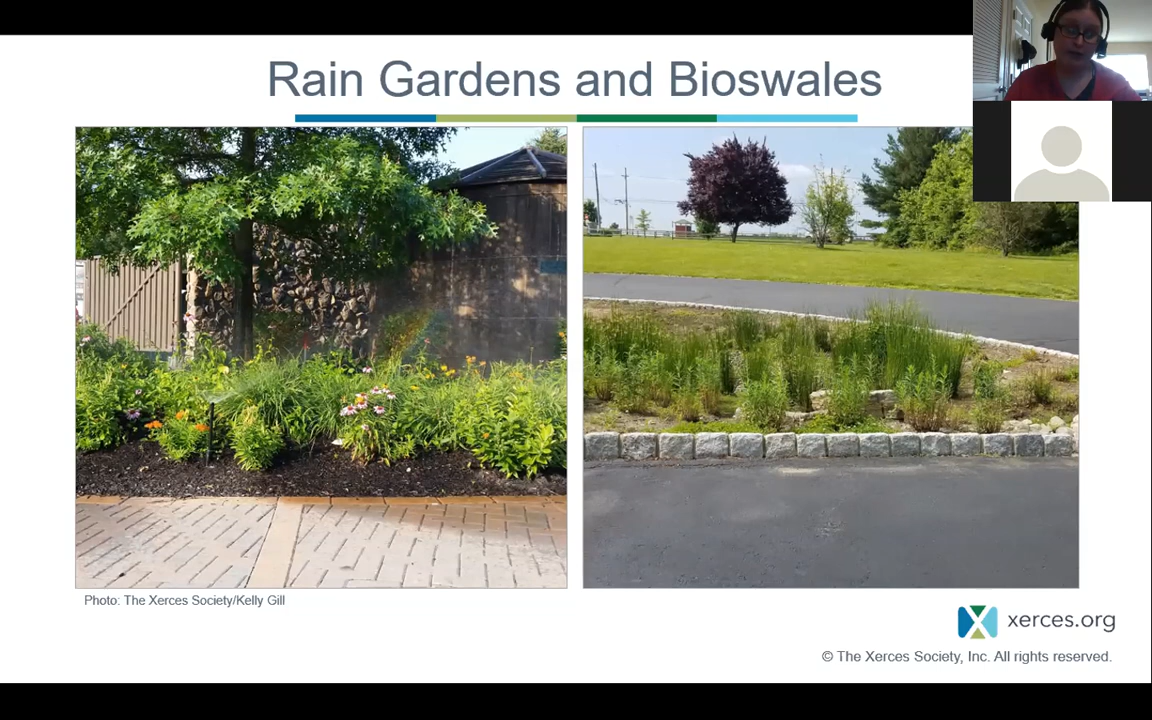 Rain Gardens and Bioswales
Photo: The Xerces Society/Kelly Gill
xerces.org
© The Xerces Society, Inc. All rights reserved.